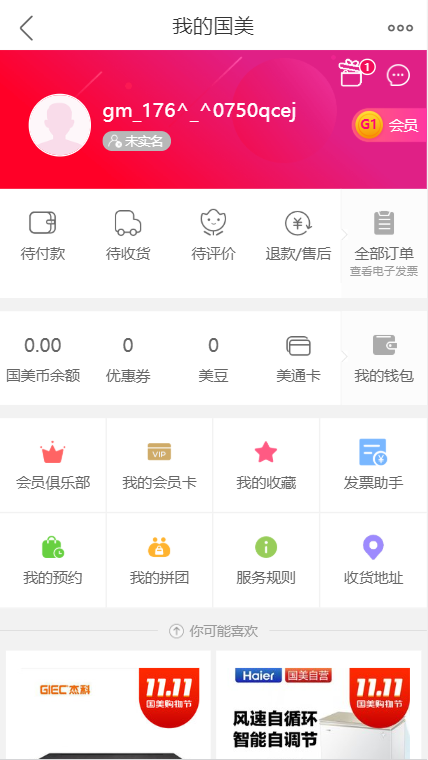 我的国美
1
gm_176^_^0750qcej
未实名
G1 会员
待付款 待收货 待评价 退款/售后 全部订单
查看电子发票
0.00 0 0
国美币余额 优惠券 美豆 美通卡 我的钱包
VIP
会员俱乐部 我的会员卡 我的收藏 发票助手
我的预约 我的拼团 服务规则 收货地址
你可能喜欢
GIEC 杰科 11.11 国美购物节
Haier 国美自营 11.11 国美购物节
风速自循环
智能自调节